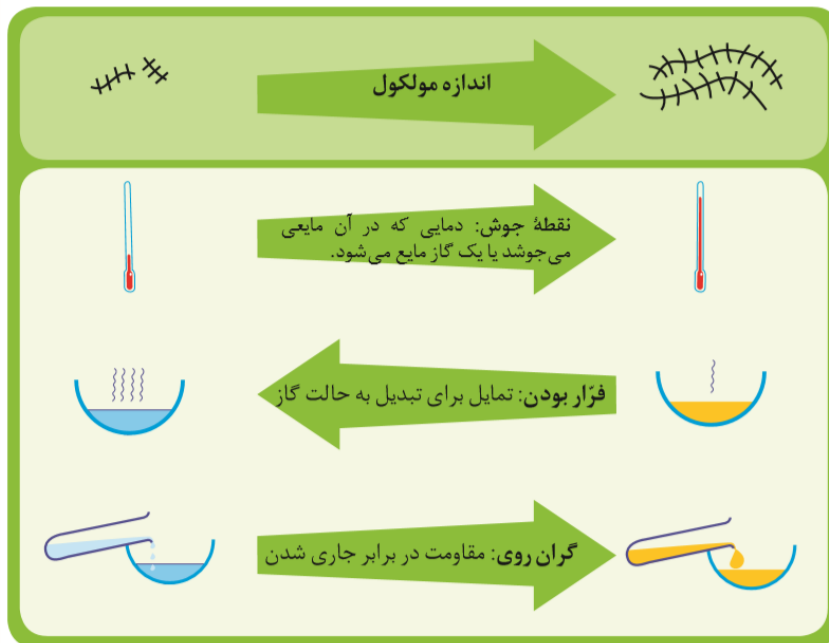 اندازه مولکول
نقطهٔ جوش: دمایی که در آن مایعی
می‌جوشد یا یک گاز مایع می‌شود.
فرّار بودن: تمایل برای تبدیل به حالت گاز
گران روی: مقاومت در برابر جاری شدن